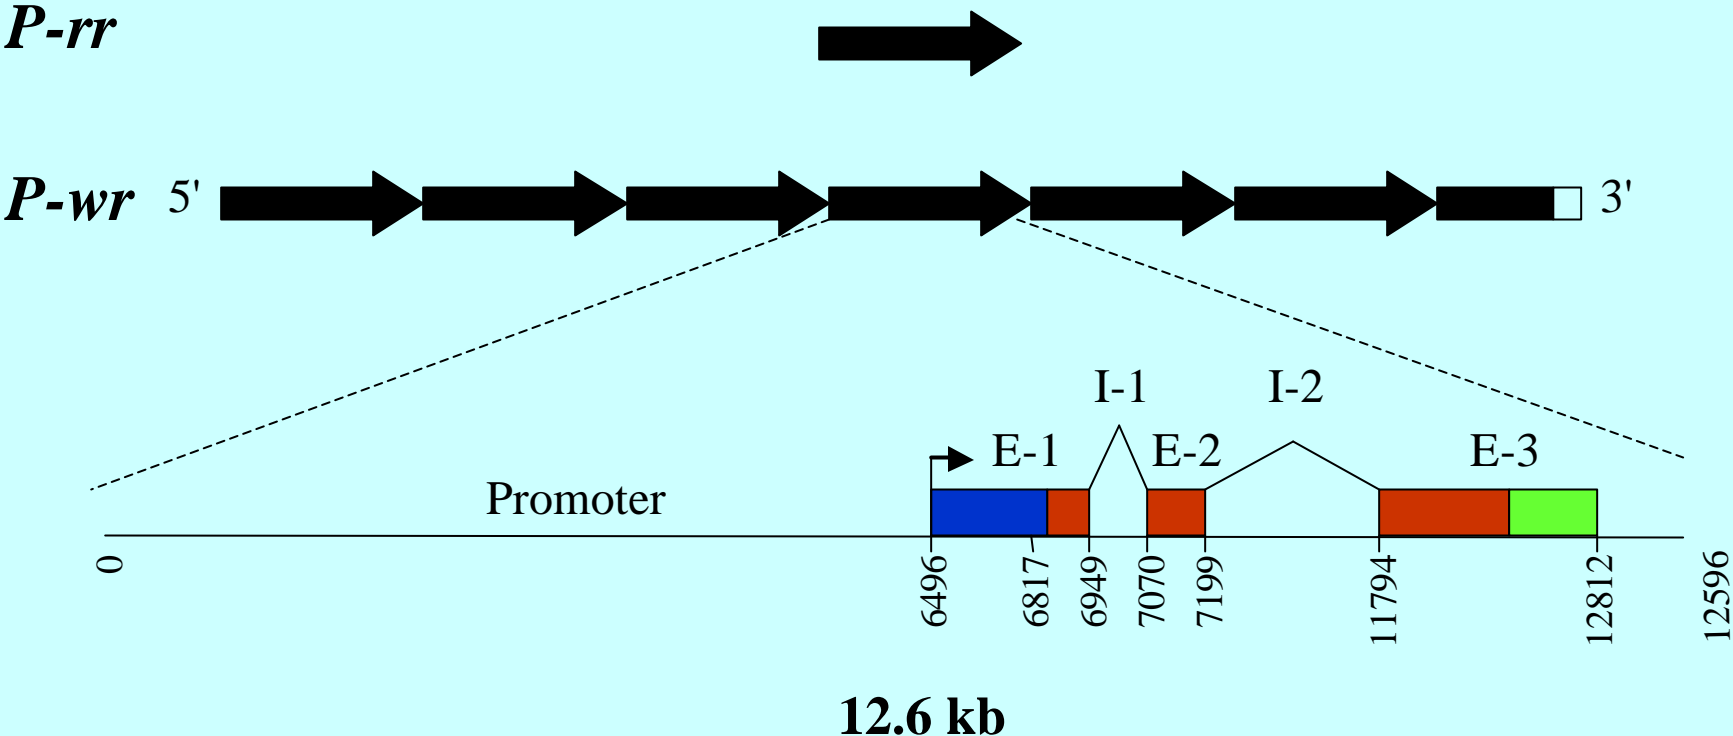 P-rr
P-wr 5' 3'
I-1 I-2
E-1 E-2 E-3
Promoter
0 6496 6817 6949 7070 7199 11794 12812 12596
12.6 kb